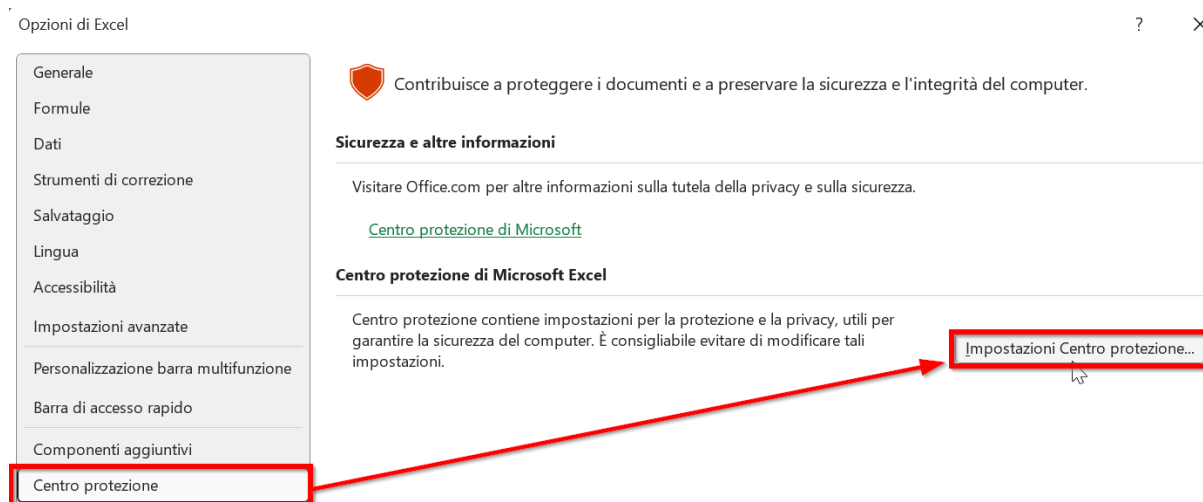 Opzioni di Excel
?
Generale
Formule
Dati
Strumenti di correzione
Salvataggio
Lingua
Accessibilità
Impostazioni avanzate
Personalizzazione barra multifunzione
Barra di accesso rapido
Componenti aggiuntivi
Centro protezione
Contribuisce a proteggere i documenti e a preservare la sicurezza e l'integrità del computer.
Sicurezza e altre informazioni
Visitare Office.com per altre informazioni sulla tutela della privacy e sulla sicurezza.
Centro protezione di Microsoft
Centro protezione di Microsoft Excel
Centro protezione contiene impostazioni per la protezione e la privacy, utili per
garantire la sicurezza del computer. È consigliabile evitare di modificare tali
impostazioni.
Impostazioni Centro protezione...